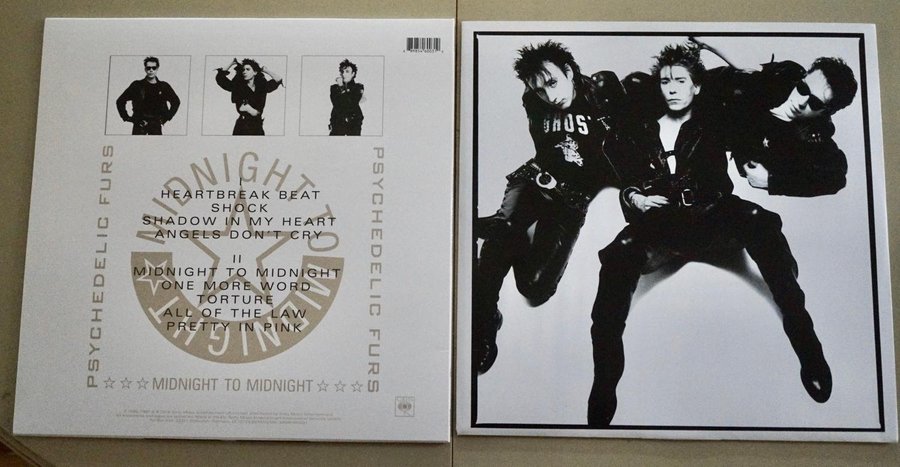 PSYCHEDELIC FURS
MIDNIGHT TO MIDNIGHT
I
HEARTBREAK BEAT
SHOCK
SHADOW IN MY HEART
ANGELS DON'T CRY
II
MIDNIGHT TO MIDNIGHT
ONE MORE WORD
TORTURE
ALL OF THE LAW
PRETTY IN PINK
PSYCHEDELIC FURS
☆☆☆MIDNIGHT TO MIDNIGHT☆☆☆
GHOS